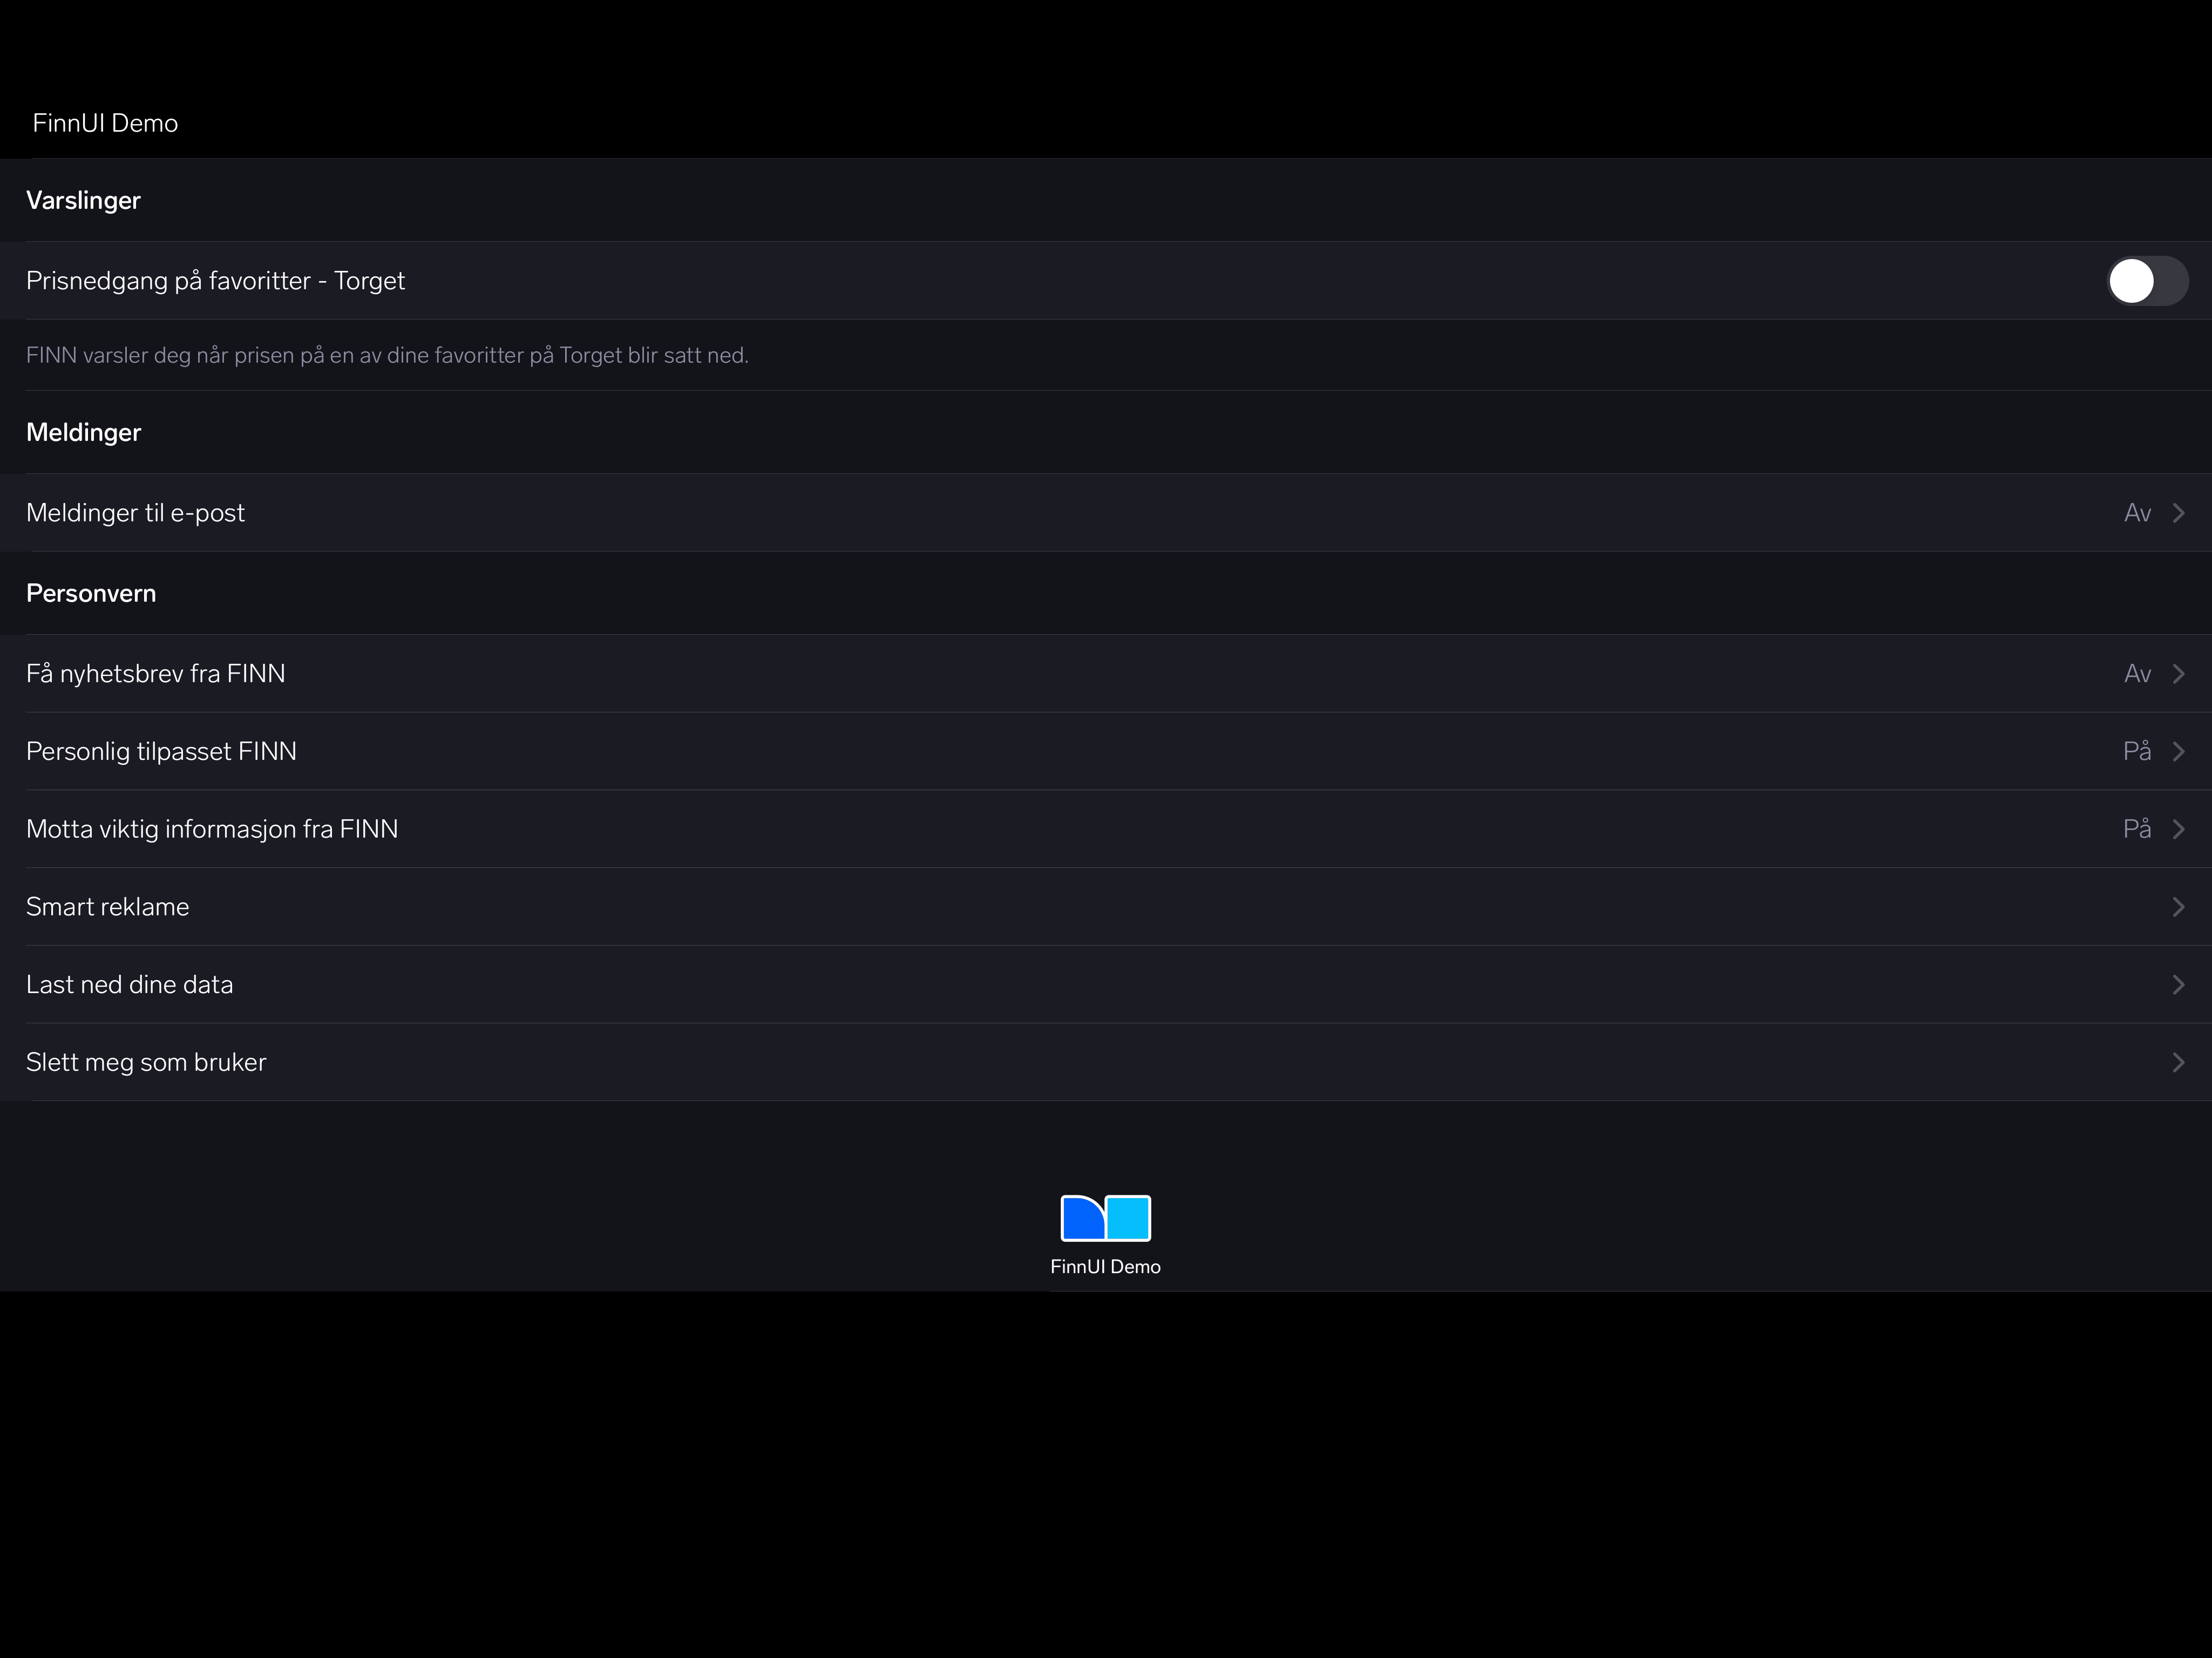 FinnUI Demo
Varslinger
Prisnedgang på favoritter - Torget
FINN varsler deg når prisen på en av dine favoritter på Torget blir satt ned.
Meldinger
Meldinger til e-post Av
Personvern
Få nyhetsbrev fra FINN Av
Personlig tilpasset FINN På
Motta viktig informasjon fra FINN På
Smart reklame
Last ned dine data
Slett meg som bruker
FinnUI Demo